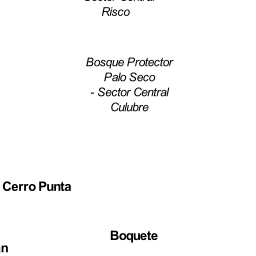 Risco
Bosque Protector
Palo Seco
- Sector Central
Culubre
Cerro Punta
Boquete